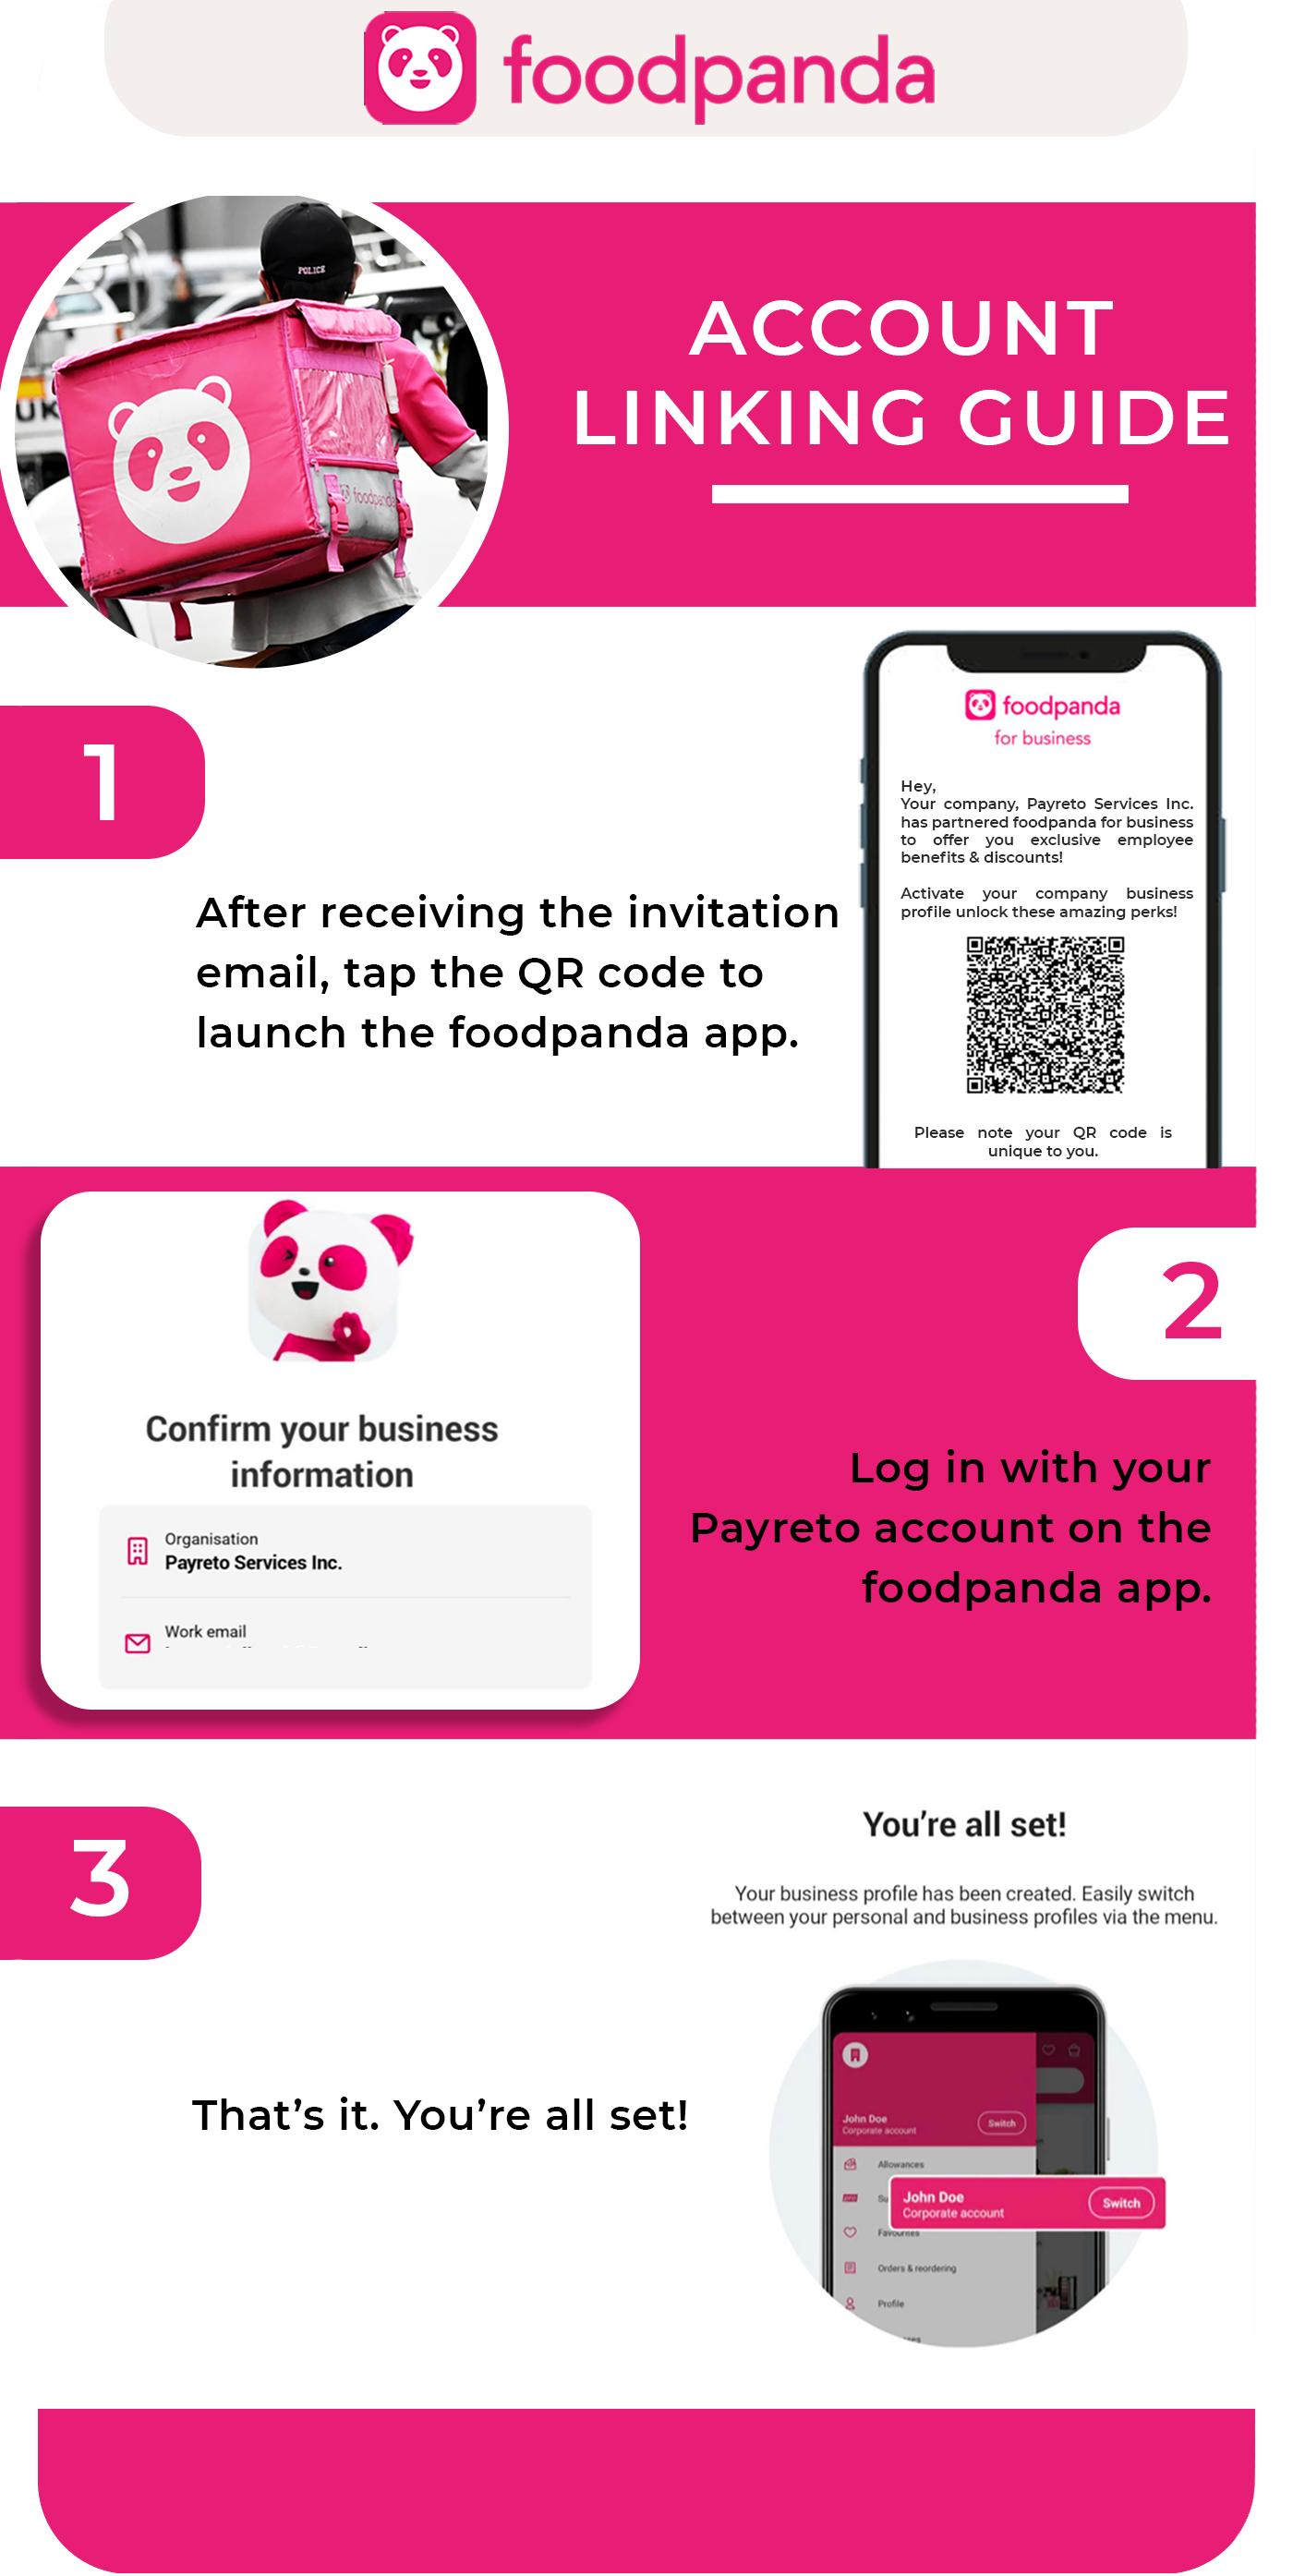 foodpanda
POLICE
UK
foodpanda
ACCOUNT
LINKING GUIDE
1
After receiving the invitation
email, tap the QR code to
launch the foodpanda app.
foodpanda
for business
Hey,
Your company, Payreto Services Inc.
has partnered foodpanda for business
to offer you exclusive employee
benefits & discounts!
Activate your company business
profile unlock these amazing perks!
Please note your QR code is
unique to you.
Confirm your business
information
Organisation
Payreto Services Inc.
Work email
2
Log in with your
Payreto account on the
foodpanda app.
3
That's it. You're all set!
You're all set!
Your business profile has been created. Easily switch
between your personal and business profiles via the menu.
John Doe
Corporate account
Switch
Allowances
Su
John Doe
Corporate account
Switch
Favourites
Orders & reordering
Profile